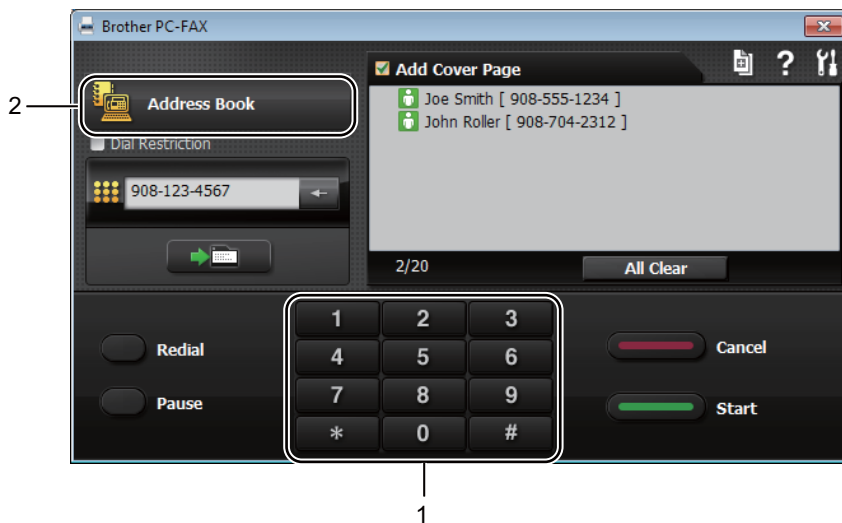 Brother PC-FAX
Add Cover Page
?
2
Address Book
Joe Smith [ 908-555-1234 ]
John Roller [ 908-704-2312 ]
Dial Restriction
908-123-4567
2/20
All Clear
1 2 3
Redial
Cancel
4 5 6
7 8 9
Pause
Start
* 0 #
1